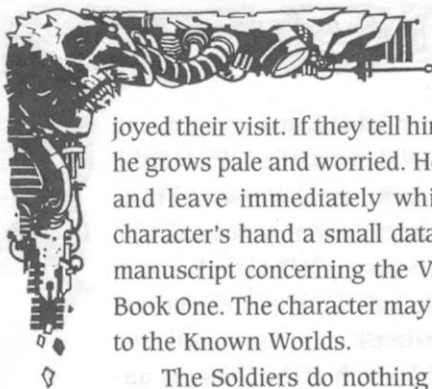 joyed their visit. If they tell him
he grows pale and worried. He
and leave immediately whi
character's hand a small data
manuscript concerning the V
Book One. The character may
to the Known Worlds.
The Soldiers do nothing